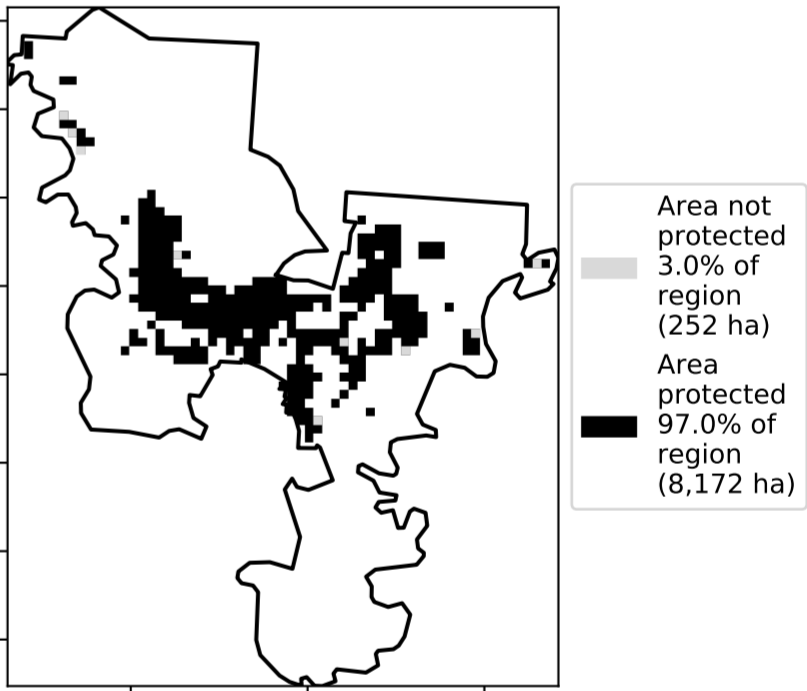 Area not
protected
3.0% of
region
(252 ha)
Area
protected
97.0% of
region
(8,172 ha)